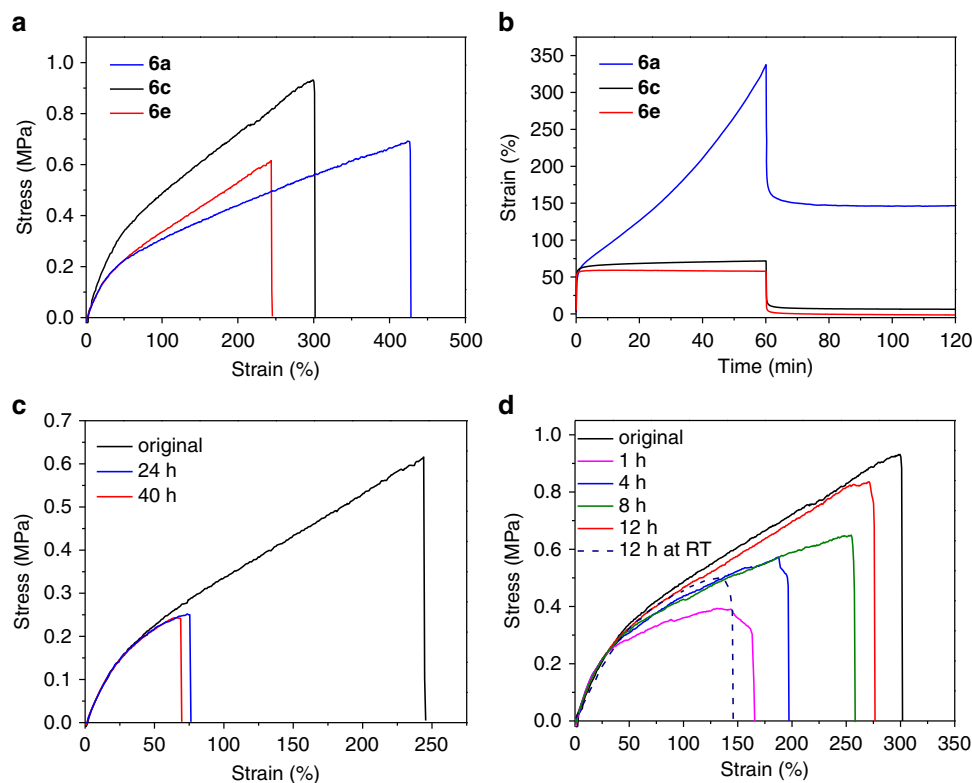 a
6a
6c
6e
Stress (MPa)
1.0
0.8
0.6
0.4
0.2
0.0
0 100 200 300 400 500
Strain (%)
b
6a
6c
6e
Strain (%)
350
300
250
200
150
100
50
0
0 20 40 60 80 100 120
Time (min)
c
original
24 h
40 h
Stress (MPa)
0.7
0.6
0.5
0.4
0.3
0.2
0.1
0.0
0 50 100 150 200 250
Strain (%)
d
original
1 h
4 h
8 h
12 h
12 h at RT
Stress (MPa)
1.0
0.8
0.6
0.4
0.2
0.0
0 50 100 150 200 250 300 350
Strain (%)